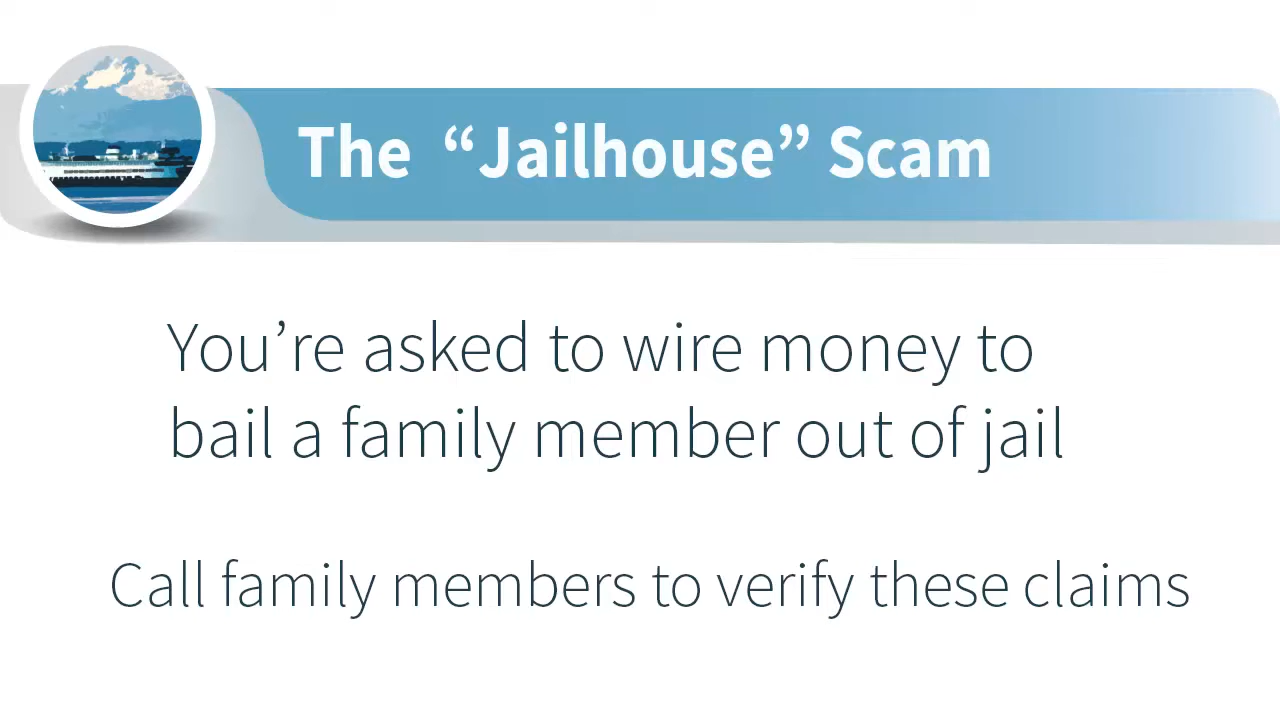 The “Jailhouse” Scam
You’re asked to wire money to
bail a family member out of jail
Call family members to verify these claims